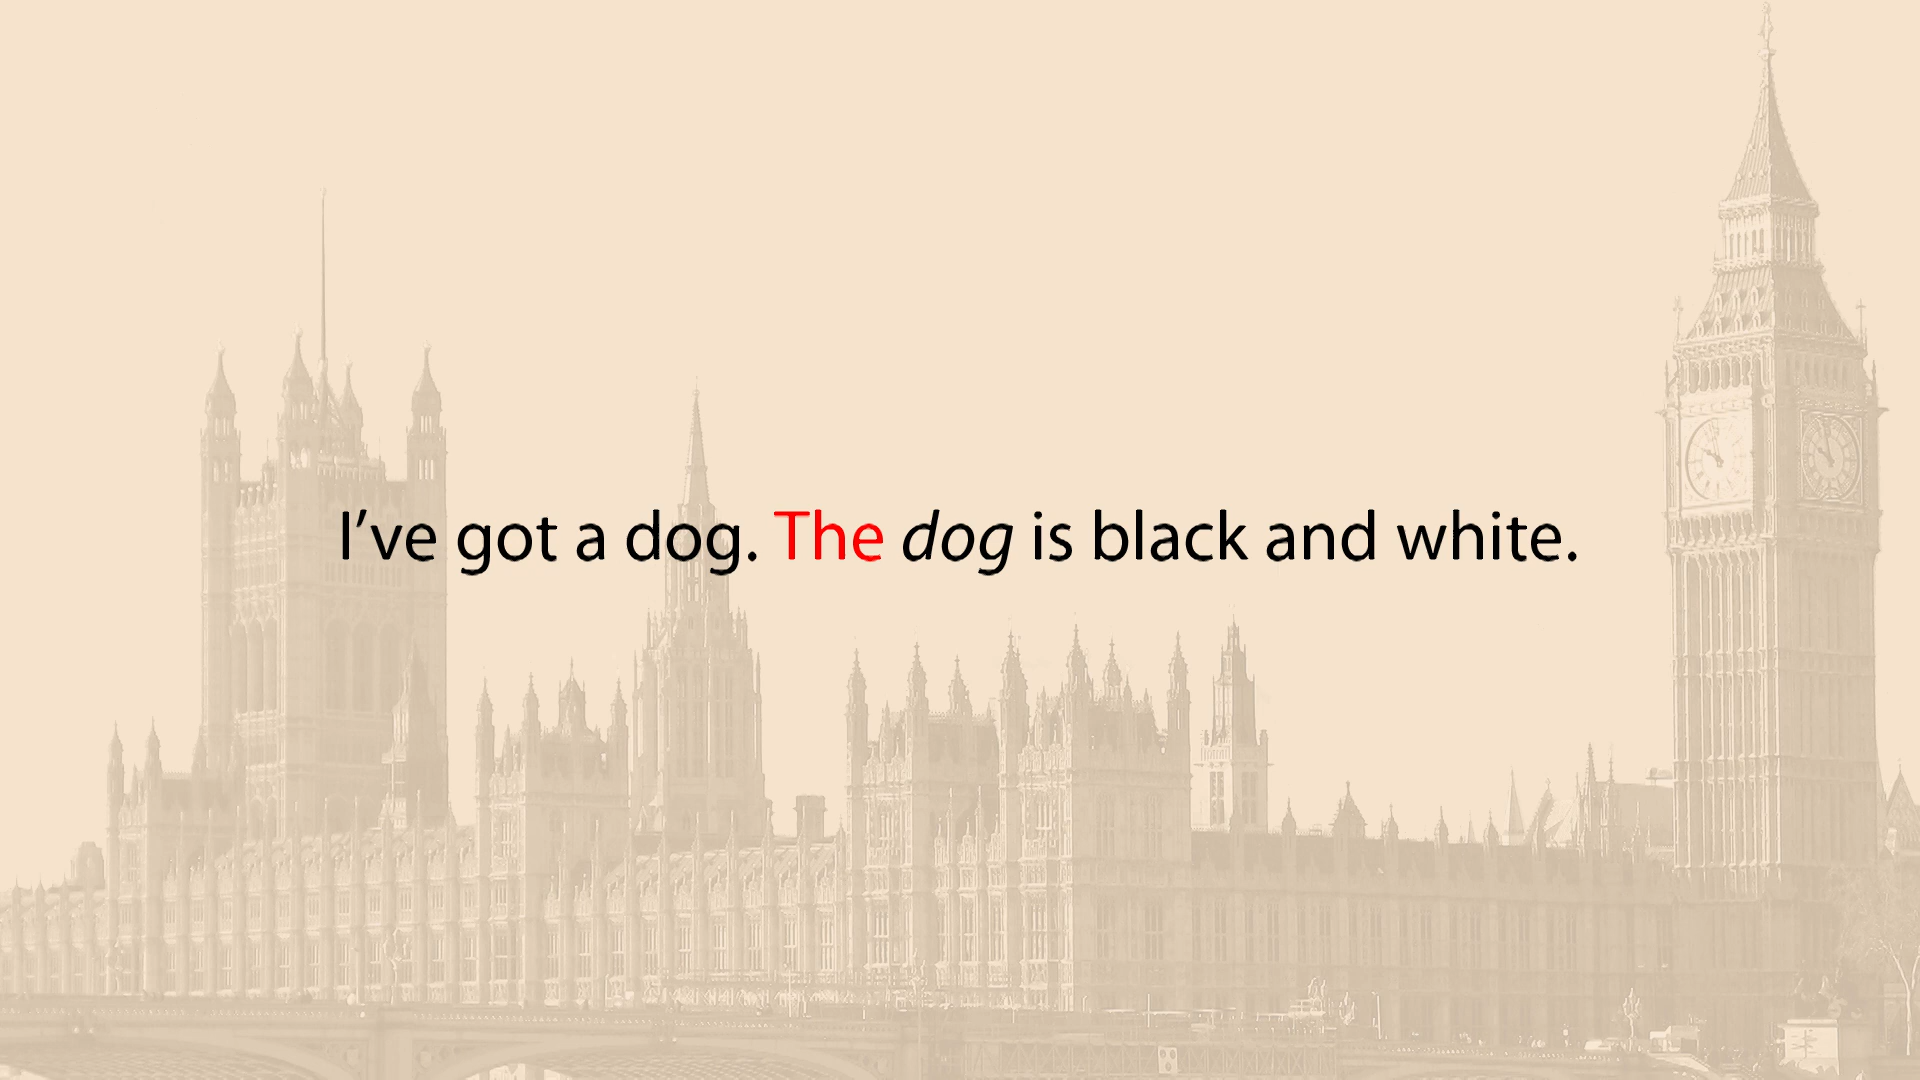 I’ve got a dog. The dog is black and white.